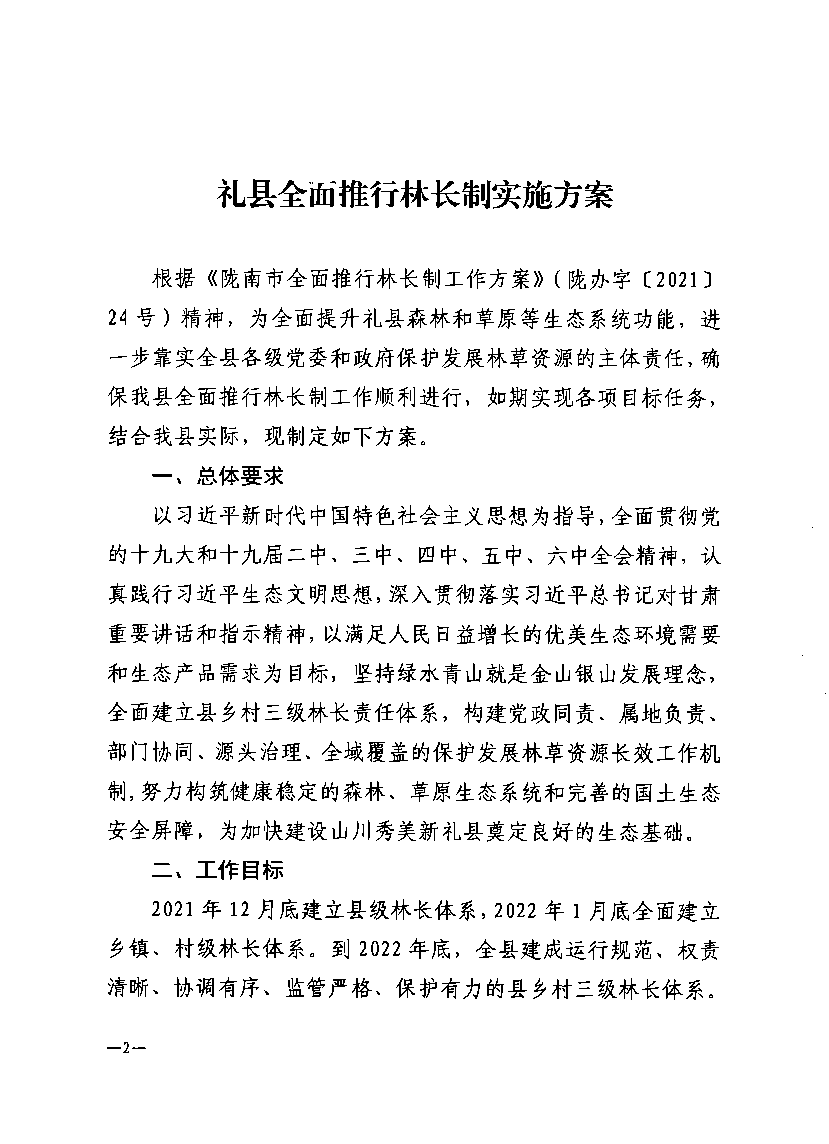 礼县全面推行林长制实施方案
根据《陇南市全面推行林长制工作方案》（陇办字〔2021〕
24号）精神，为全面提升礼县森林和草原等生态系统功能，进
一步靠实全县各级党委和政府保护发展林草资源的主体责任，确
保我县全面推行林长制工作顺利进行，如期实现各项目标任务，
结合我县实际，现制定如下方案。
一、总体要求
以习近平新时代中国特色社会主义思想为指导，全面贯彻党
的十九大和十九届二中、三中、四中、五中、六中全会精神，认
真践行习近平生态文明思想，深入贯彻落实习近平总书记对甘肃
重要讲话和指示精神，以满足人民日益增长的优美生态环境需要
和生态产品需求为目标，坚持绿水青山就是金山银山发展理念，
全面建立县乡村三级林长责任体系，构建党政同责、属地负责、
部门协同、源头治理、全域覆盖的保护发展林草资源长效工作机
制，努力构筑健康稳定的森林、草原生态系统和完善的国土生态
安全屏障，为加快建设山川秀美新礼县奠定良好的生态基础。
二、工作目标
2021年12月底建立县级林长体系，2022年1月底全面建立
乡镇、村级林长体系。到2022年底，全县建成运行规范、权责
清晰、协调有序、监管严格、保护有力的县乡村三级林长体系。
—2—